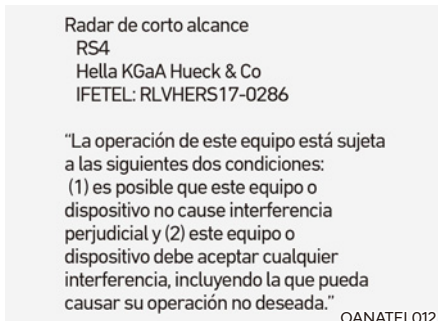 Radar de corto alcance
RS4
Hella KGaA Hueck & Co
IFETEL: RLVHERS17-0286
“La operación de este equipo está sujeta
a las siguientes dos condiciones:
(1) es posible que este equipo o
dispositivo no cause interferencia
perjudicial y (2) este equipo o
dispositivo debe aceptar cualquier
interferencia, incluyendo la que pueda
causar su operación no deseada.”
OANATEL012